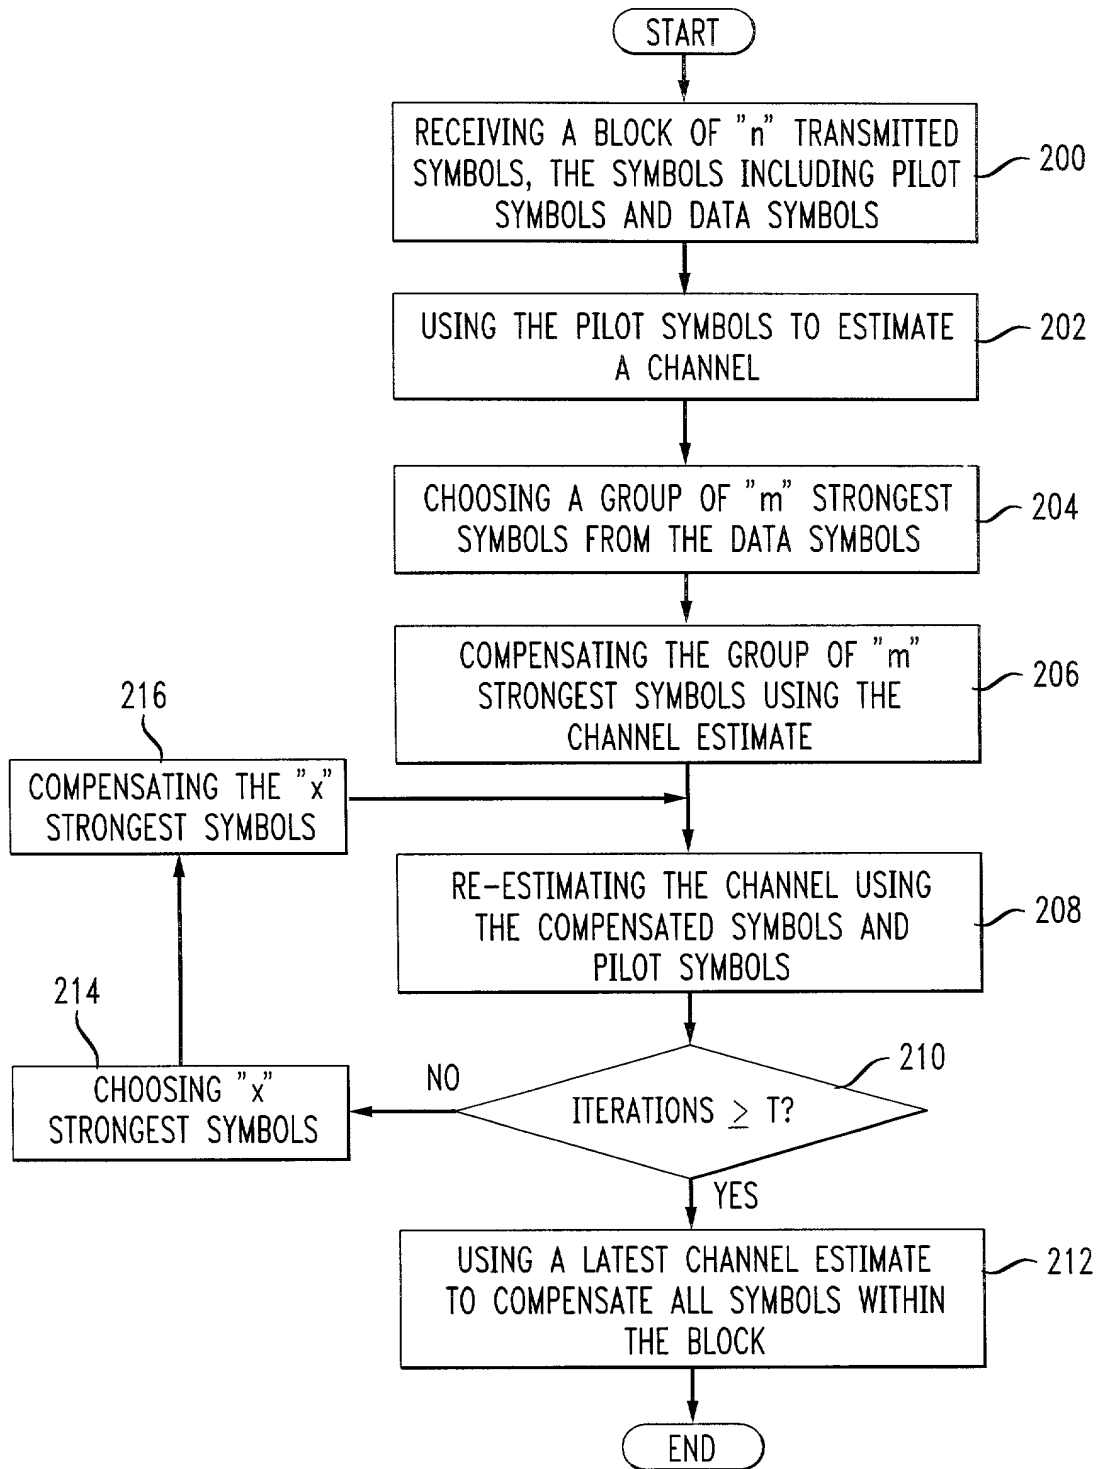 START
RECEIVING A BLOCK OF "n" TRANSMITTED
SYMBOLS, THE SYMBOLS INCLUDING PILOT
SYMBOLS AND DATA SYMBOLS
200
USING THE PILOT SYMBOLS TO ESTIMATE
A CHANNEL
202
CHOOSING A GROUP OF "m" STRONGEST
SYMBOLS FROM THE DATA SYMBOLS
204
COMPENSATING THE GROUP OF "m"
STRONGEST SYMBOLS USING THE
CHANNEL ESTIMATE
206
216
COMPENSATING THE "x"
STRONGEST SYMBOLS
RE-ESTIMATING THE CHANNEL USING
THE COMPENSATED SYMBOLS AND
PILOT SYMBOLS
208
214
CHOOSING "x"
STRONGEST SYMBOLS
NO
ITERATIONS ≥ T?
210
YES
USING A LATEST CHANNEL ESTIMATE
TO COMPENSATE ALL SYMBOLS WITHIN
THE BLOCK
212
END